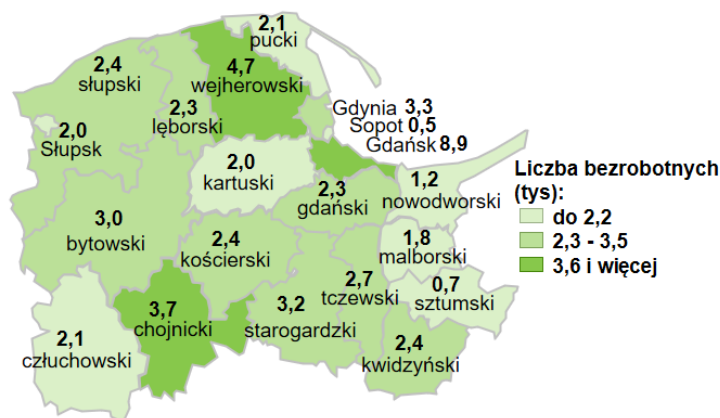 2,1
pucki
2,4
słupski
4,7
wejherowski
2,3
lęborski
Gdynia 3,3
Sopot 0,5
Gdańsk 8,9
2,0
Słupsk
2,0
kartuski
2,3
gdański
1,2
nowodworski
3,0
bytowski
2,4
kościerski
1,8
malborski
2,7
tczewski
0,7
sztumski
3,7
chojnicki
3,2
starogardzki
2,1
człuchowski
2,4
kwidzyński
Liczba bezrobotnych
(tys):
do 2,2
2,3 - 3,5
3,6 i więcej